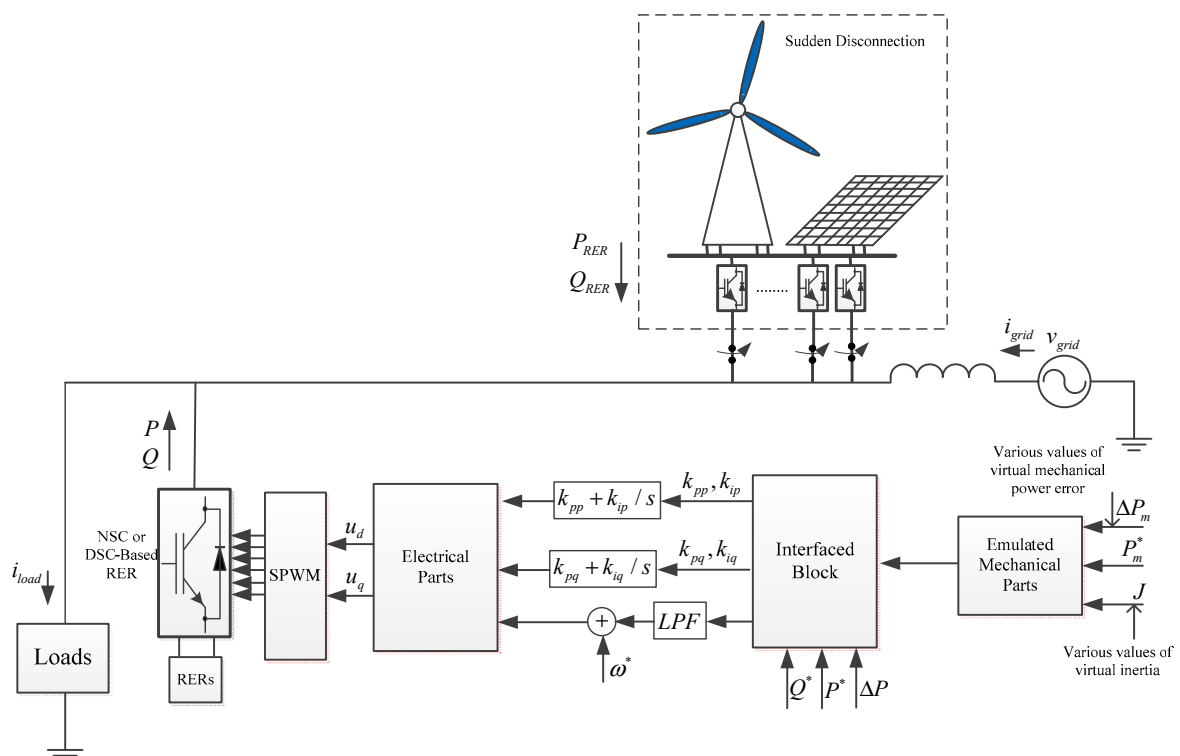 Sudden Disconnection
P_RER
Q_RER
........
i_grid
v_grid
P
Q
Various values of
virtual mechanical
power error
k_pp, k_ip
k_pp + k_ip / s
ΔP_m
NSC or
DSC-Based
RER
u_d
Electrical
Parts
k_pq, k_iq
k_pq + k_iq / s
Interfaced
Block
Emulated
Mechanical
Parts
P_m^*
i_load
SPWM
u_q
J
+
LPF
Loads
RERs
ω^*
Various values of
virtual inertia
Q^*
P^*
ΔP